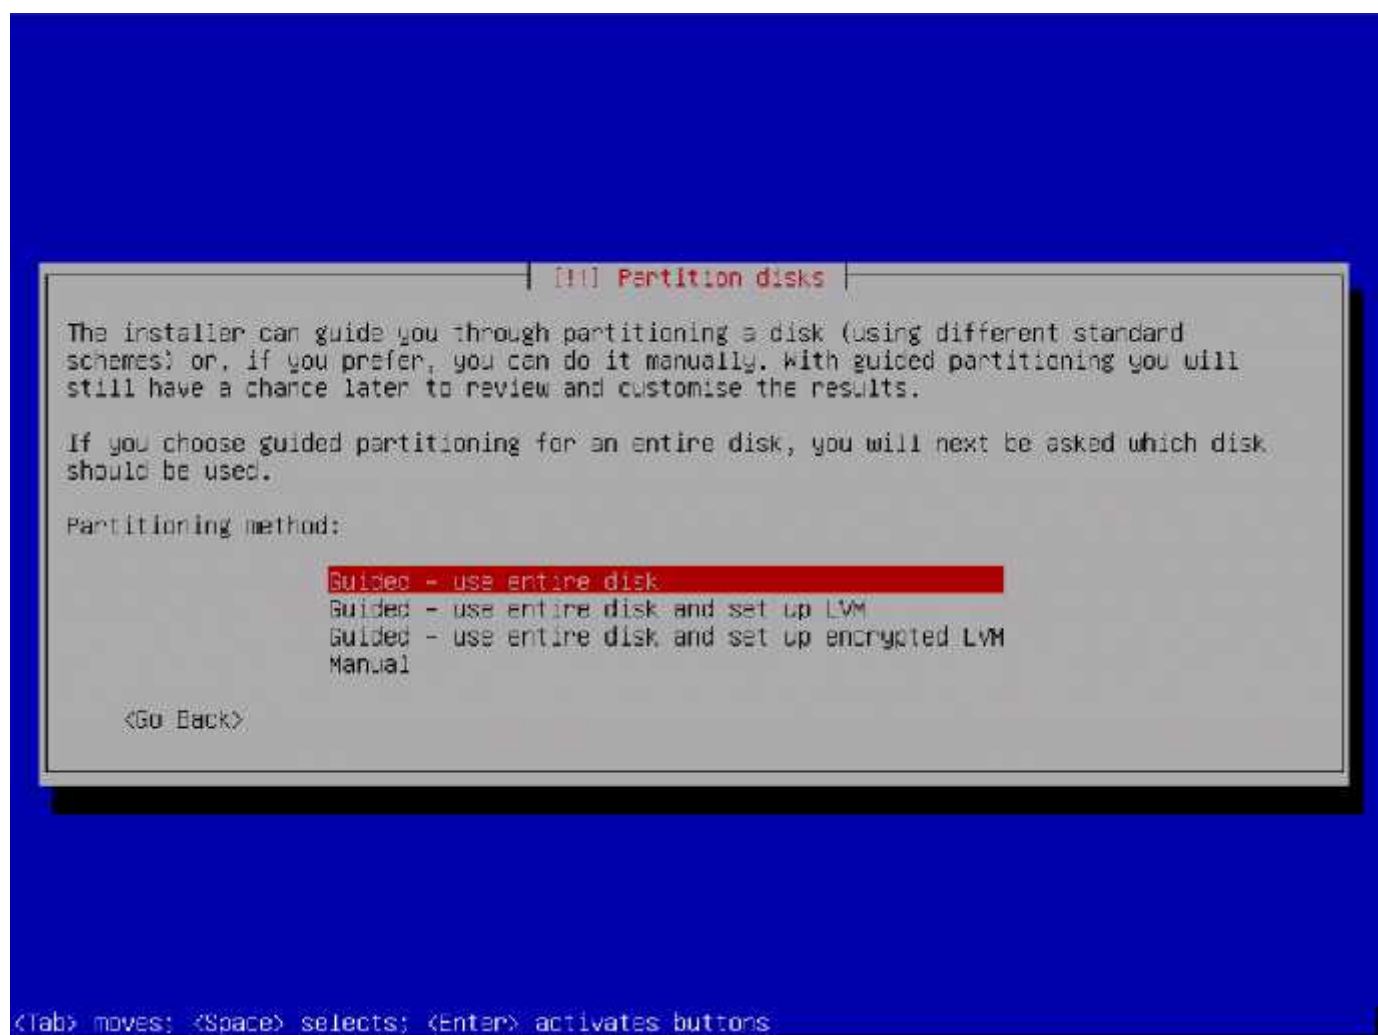 [!!] Partition disks
The installer can guide you through partitioning a disk (using different standard
schemes) or, if you prefer, you can do it manually. With guided partitioning you will
still have a chance later to review and customise the results.
If you choose guided partitioning for an entire disk, you will next be asked which disk
should be used.
Partitioning method:
Guided - use entire disk
Guided - use entire disk and set up LVM
Guided - use entire disk and set up encrypted LVM
Manual
<Go Back>
<Tab> moves; <Space> selects; <Enter> activates buttons